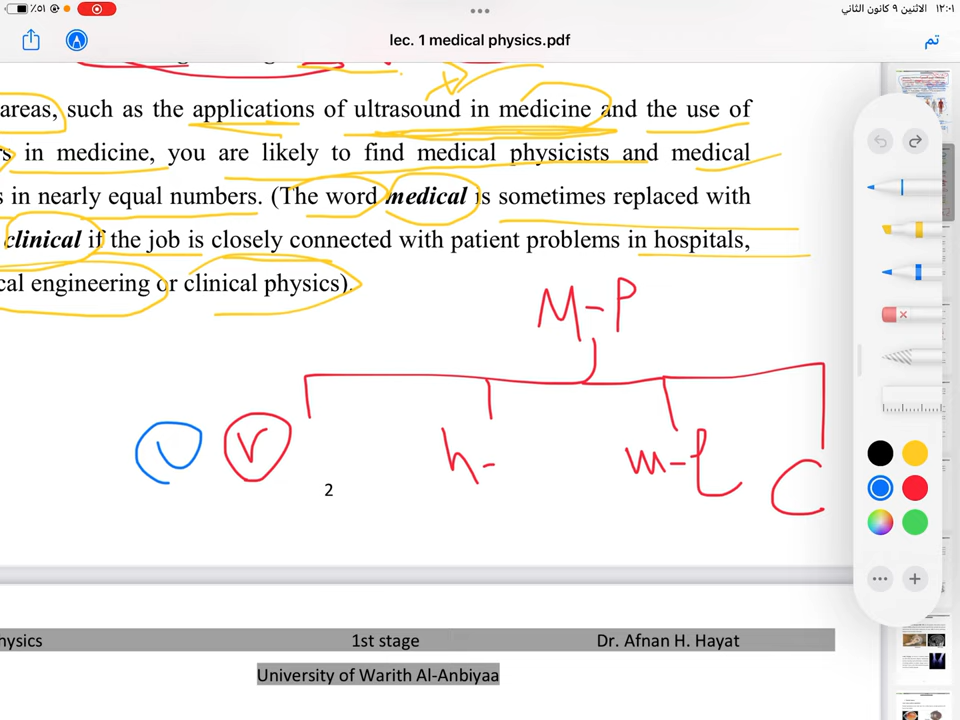 ٪٥١ ••• ١٢:٠١ الاثنين ٩ كانون الثاني
lec. 1 medical physics.pdf تم
areas, such as the applications of ultrasound in medicine and the use of
s in medicine, you are likely to find medical physicists and medical
s in nearly equal numbers. (The word medical is sometimes replaced with
clinical if the job is closely connected with patient problems in hospitals,
cal engineering or clinical physics).
M-P
r h- m-l C
2
hysics 1st stage Dr. Afnan H. Hayat
University of Warith Al-Anbiyaa